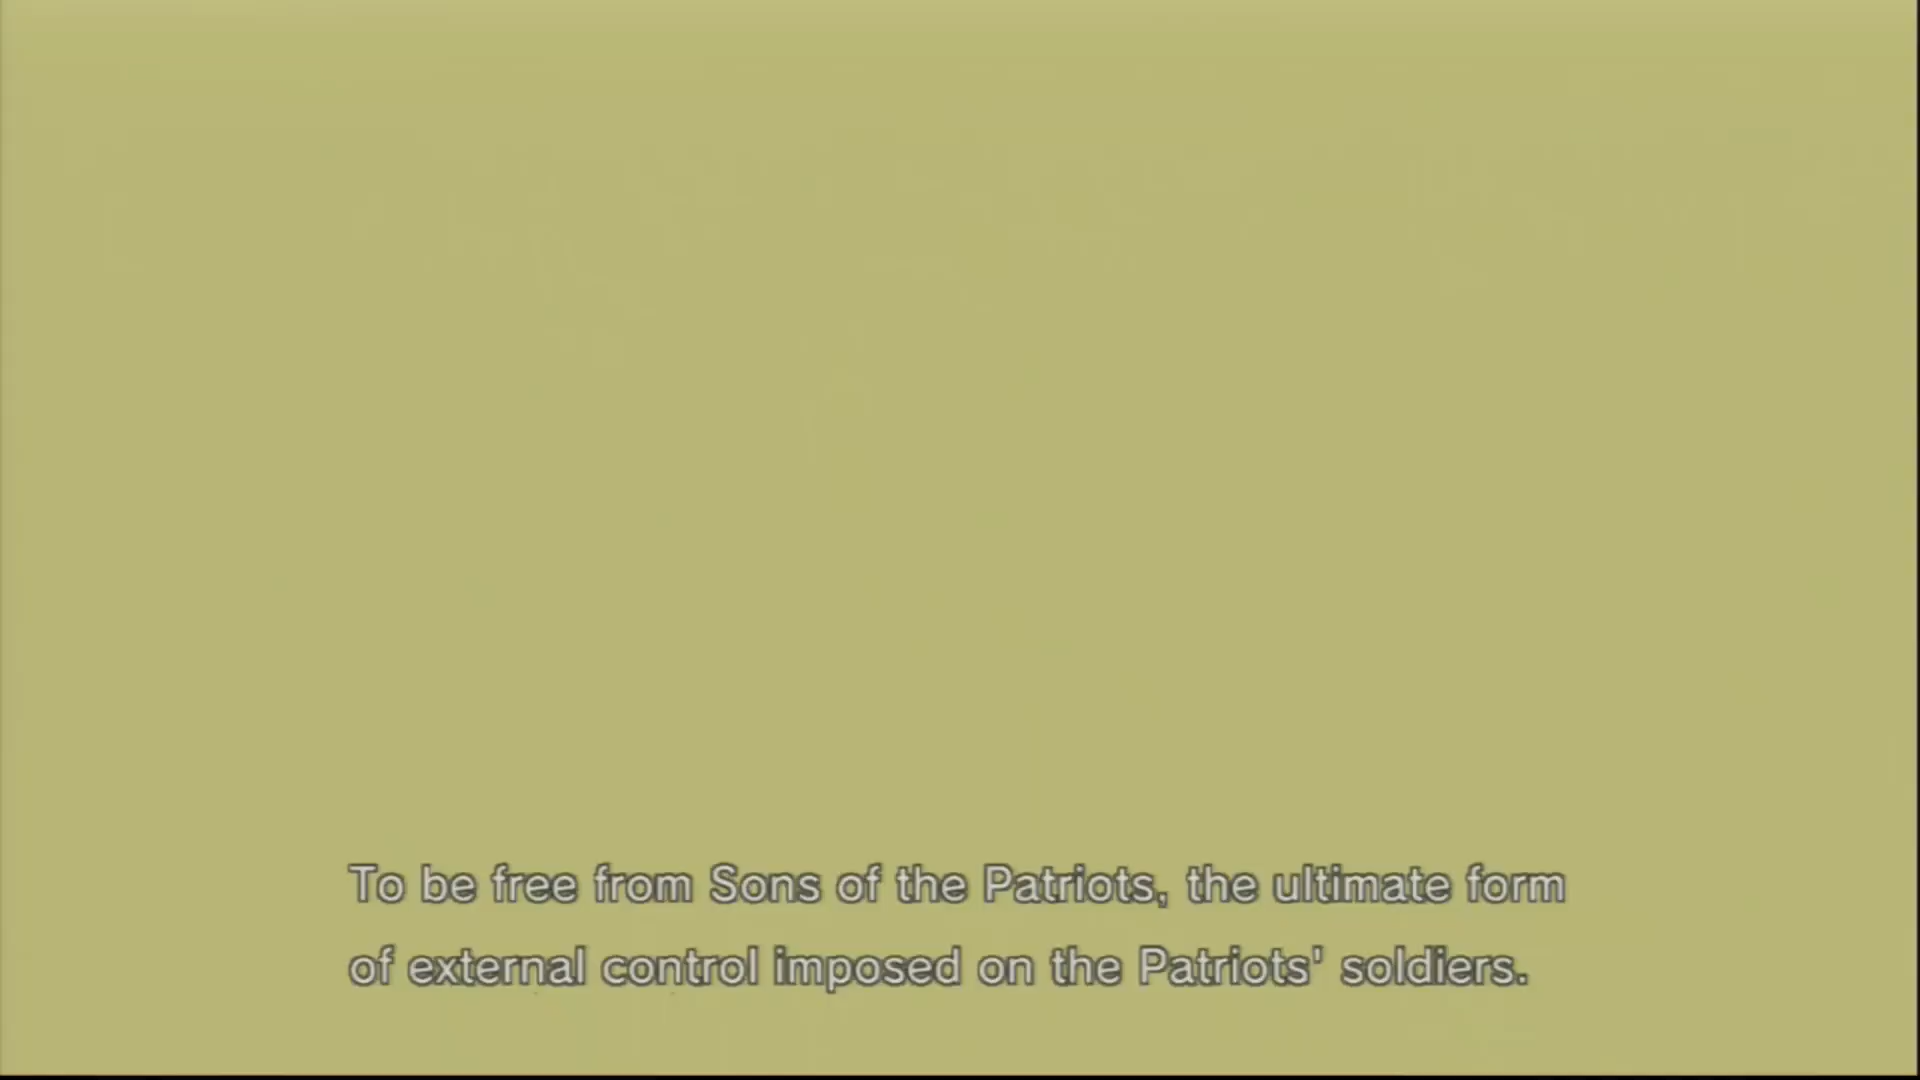 To be free from Sons of the Patriots, the ultimate form
of external control imposed on the Patriots' soldiers.